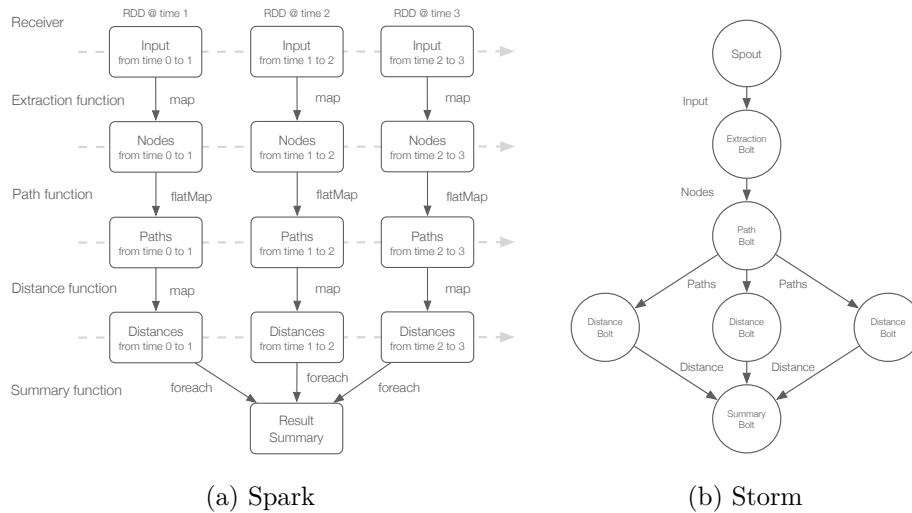 RDD @ time 1 RDD @ time 2 RDD @ time 3
Receiver
Input Input Input
from time 0 to 1 from time 1 to 2 from time 2 to 3
Extraction function map map map
Nodes Nodes Nodes
from time 0 to 1 from time 1 to 2 from time 2 to 3
Path function flatMap flatMap flatMap
Paths Paths Paths
from time 0 to 1 from time 1 to 2 from time 2 to 3
Distance function map map map
Distances Distances Distances
from time 0 to 1 from time 1 to 2 from time 2 to 3
Summary function foreach foreach foreach
Result
Summary
(a) Spark
Spout
Input
Extraction
Bolt
Nodes
Path
Bolt
Paths Paths
Distance Distance Distance
Bolt Bolt Bolt
Distance Distance
Summary
Bolt
(b) Storm